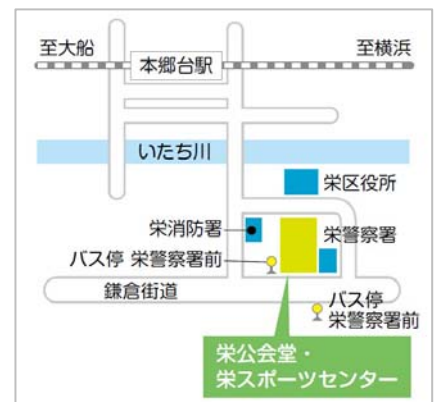 至大船
至横浜
本郷台駅
いたち川
栄区役所
栄消防署
栄警察署
バス停 栄警察署前
鎌倉街道
バス停
栄警察署前
栄公会堂・
栄スポーツセンター